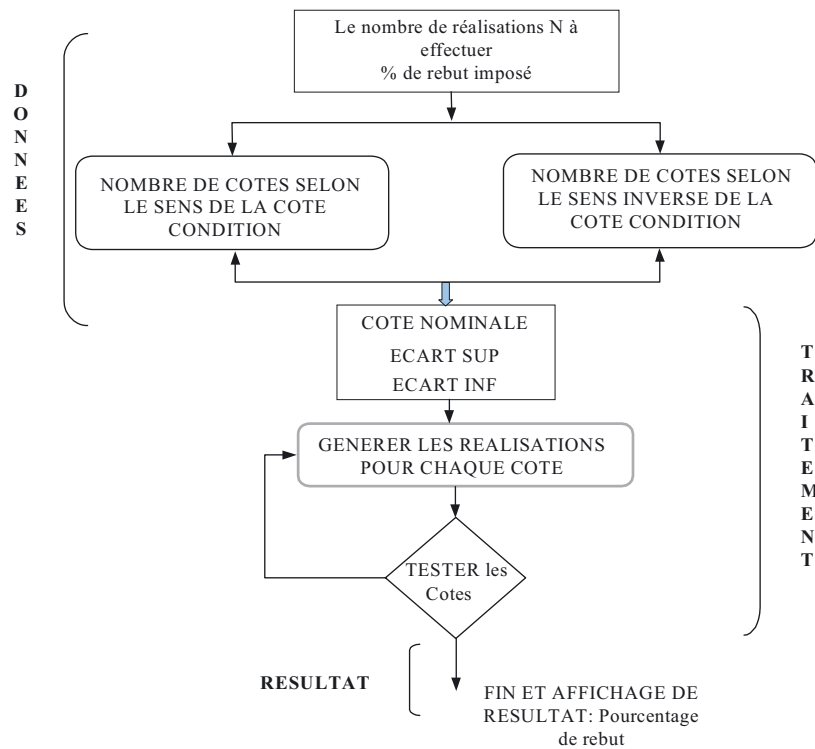 Le nombre de réalisations N à
effectuer
% de rebut imposé
DONNEES
NOMBRE DE COTES SELON
LE SENS DE LA COTE
CONDITION
NOMBRE DE COTES SELON
LE SENS INVERSE DE LA
COTE CONDITION
COTE NOMINALE
ECART SUP
ECART INF
TRAITEMENT
GENERER LES REALISATIONS
POUR CHAQUE COTE
TESTER les
Cotes
RESULTAT
FIN ET AFFICHAGE DE
RESULTAT: Pourcentage
de rebut